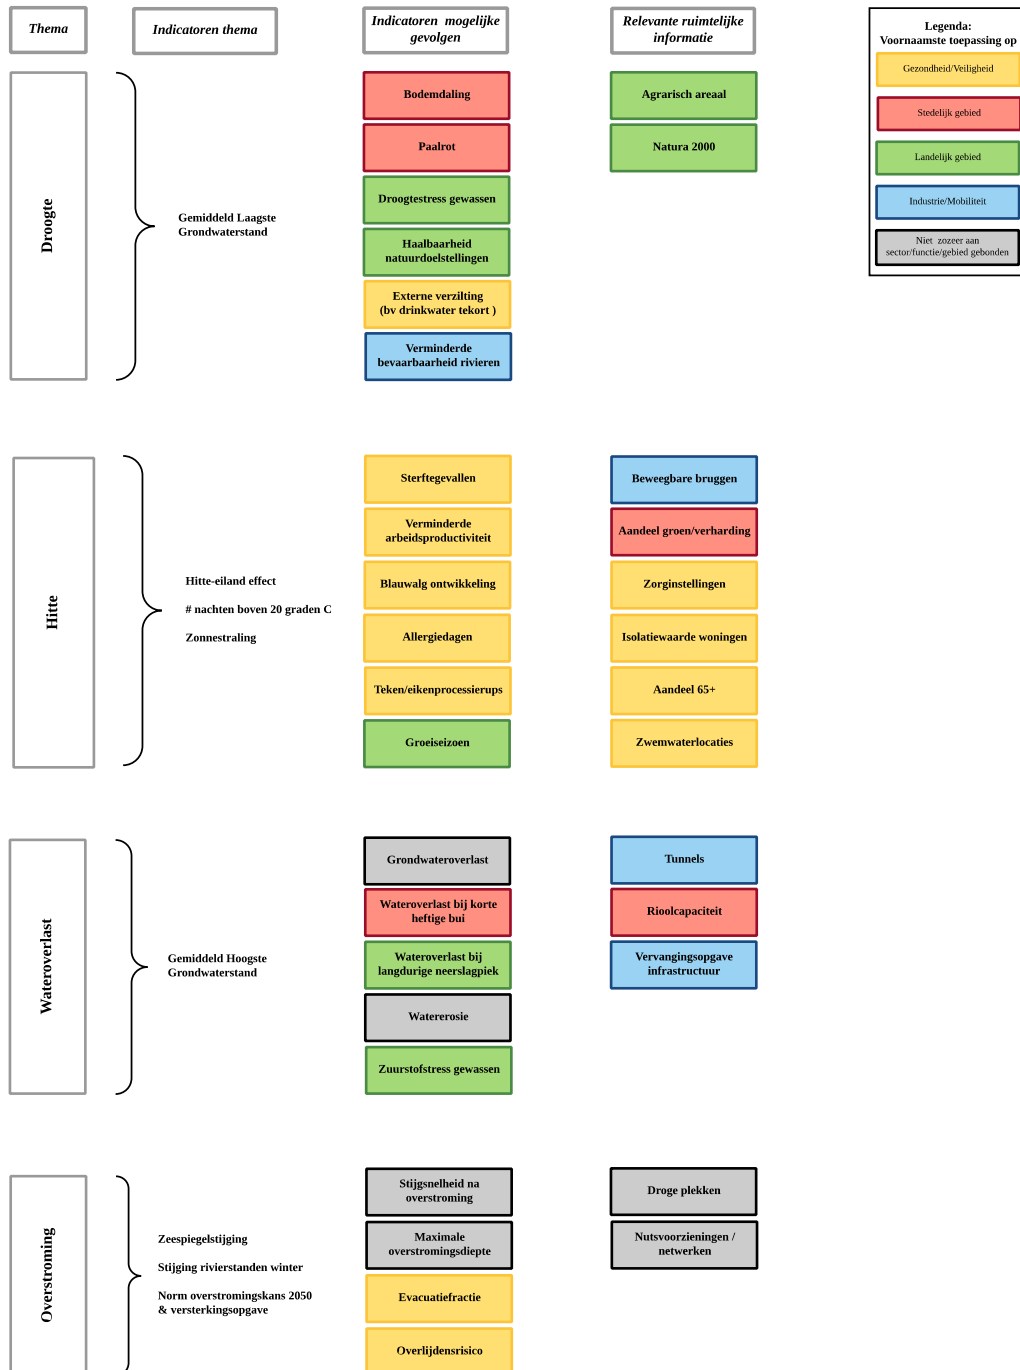 Thema
Indicatoren thema
Indicatoren mogelijke
gevolgen
Relevante ruimtelijke
informatie
Legenda:
Voornaamste toepassing op
Gezondheid/Veiligheid
Stedelijk gebied
Landelijk gebied
Industrie/Mobiliteit
Niet zozeer aan
sector/functie/gebied gebonden
Droogte
Gemiddeld Laagste
Grondwaterstand
Bodemdaling
Paalrot
Droogtestress gewassen
Haalbaarheid
natuurdoelstellingen
Externe verzilting
(bv drinkwater tekort )
Verminderde
bevaarbaarheid rivieren
Agrarisch areaal
Natura 2000
Hitte
Hitte-eiland effect
# nachten boven 20 graden C
Zonnestraling
Sterftegevallen
Verminderde
arbeidsproductiviteit
Blauwalg ontwikkeling
Allergiedagen
Teken/eikenprocessierups
Groeiseizoen
Beweegbare bruggen
Aandeel groen/verharding
Zorginstellingen
Isolatiewaarde woningen
Aandeel 65+
Zwemwaterlocaties
Wateroverlast
Gemiddeld Hoogste
Grondwaterstand
Grondwateroverlast
Wateroverlast bij korte
heftige bui
Wateroverlast bij
langdurige neerslagpiek
Watererosie
Zuurstofstress gewassen
Tunnels
Rioolcapaciteit
Vervangingsopgave
infrastructuur
Overstroming
Zeespiegelstijging
Stijging rivierstanden winter
Norm overstromingskans 2050
& versterkingsopgave
Stijgsnelheid na
overstroming
Maximale
overstromingsdiepte
Evacuatiefractie
Overlijdensrisico
Droge plekken
Nutsvoorzieningen /
netwerken